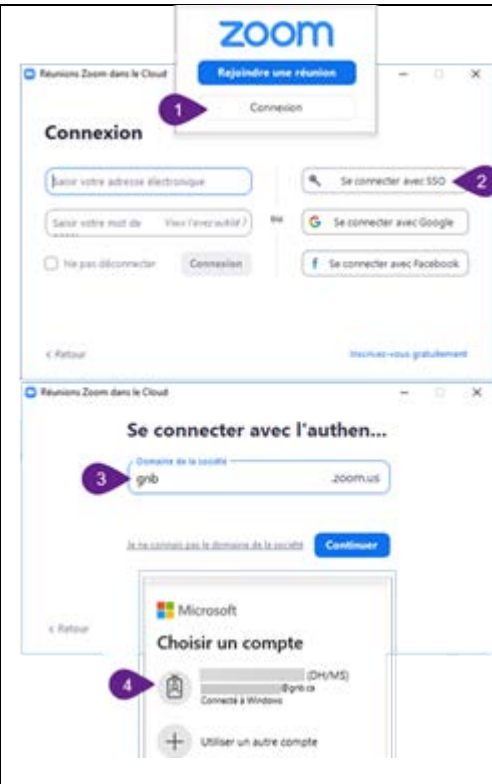 zoom
Réunions Zoom dans le Cloud
Rejoindre une réunion
1
Connexion
Connexion
Saisir votre adresse électronique
Se connecter avec SSO
2
Saisir votre mot de
Vous l'avez oublié ?
ou
Se connecter avec Google
Ne pas déconnecter
Connexion
Se connecter avec Facebook
< Retour
Inscrivez-vous gratuitement
Réunions Zoom dans le Cloud
Se connecter avec l'authen...
Domaine de la société
3
gnb
.zoom.us
Je ne connais pas le domaine de la société
Continuer
Microsoft
< Retour
Choisir un compte
(DH/MS)
4
@gnb.ca
Connecté à Windows
Utiliser un autre compte